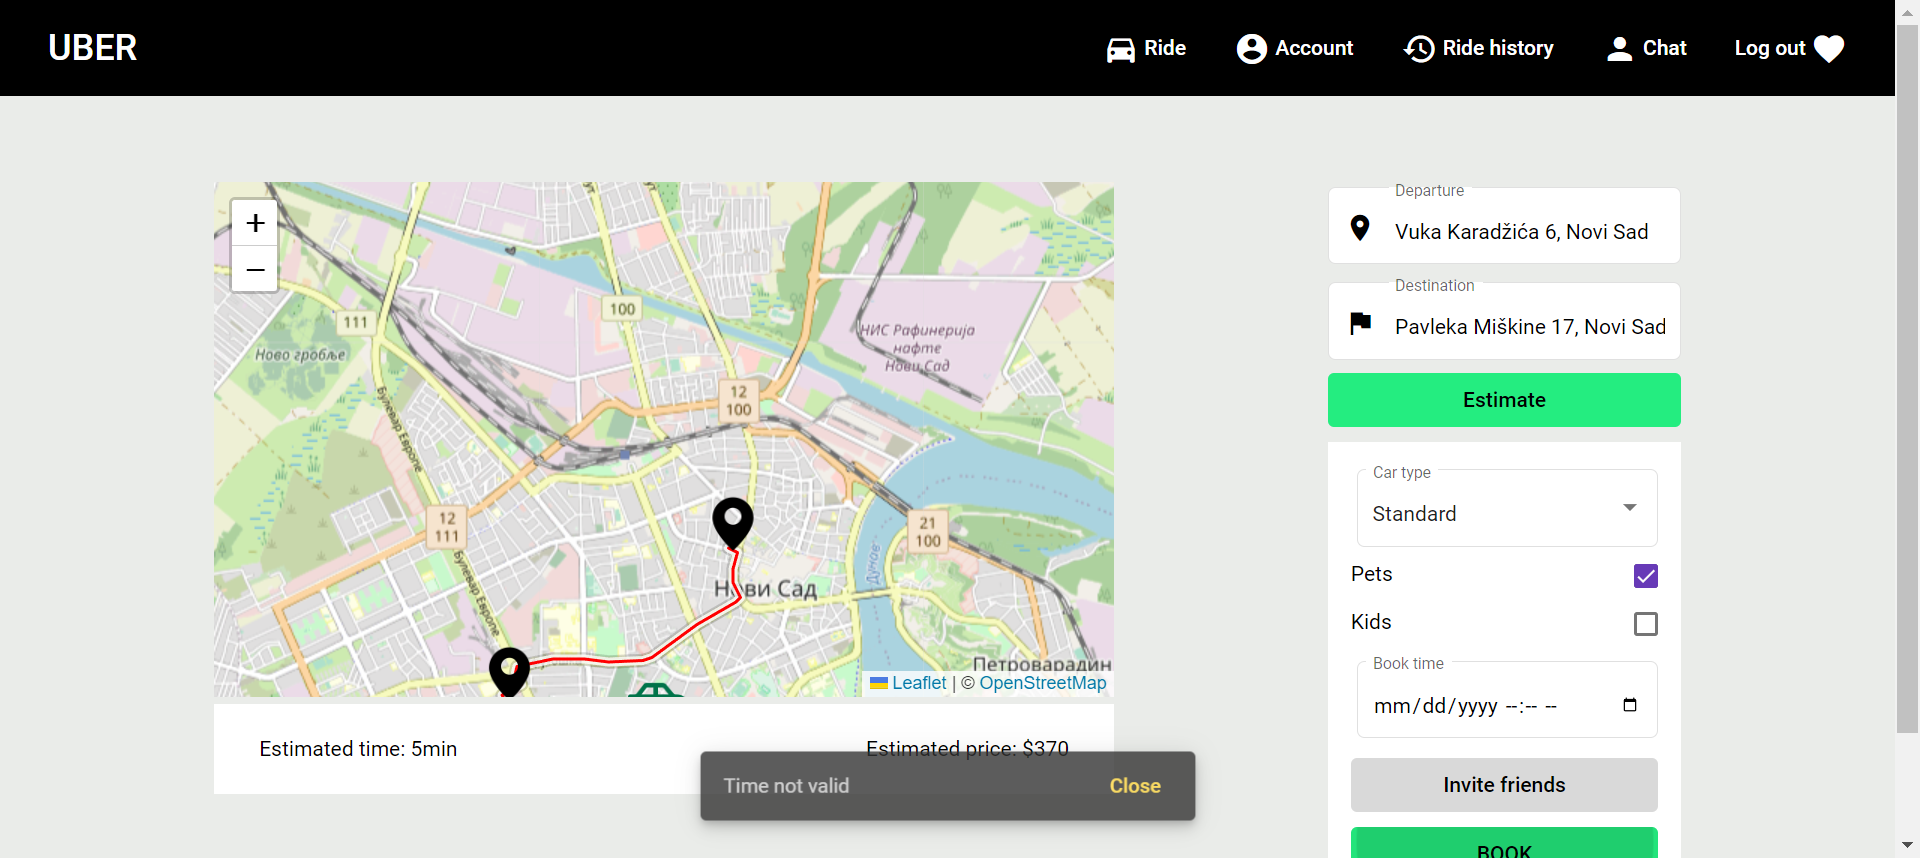 UBER
Ride
Account
Ride history
Chat
Log out
+
−
111
100
Ново гробље
НИС Рафинерија
нафте
Нови Сад
12
100
Булевар Европе
12
111
Булевар Европе
21
100
Дунав
Нови Сад
Петроварадин
Leaflet | © OpenStreetMap
Estimated time: 5min
Estimated price: $370
Time not valid
Close
Departure
Vuka Karadžića 6, Novi Sad
Destination
Pavleka Miškine 17, Novi Sad
Estimate
Car type
Standard
Pets
Kids
Book time
mm/dd/yyyy --:-- --
Invite friends
BOOK